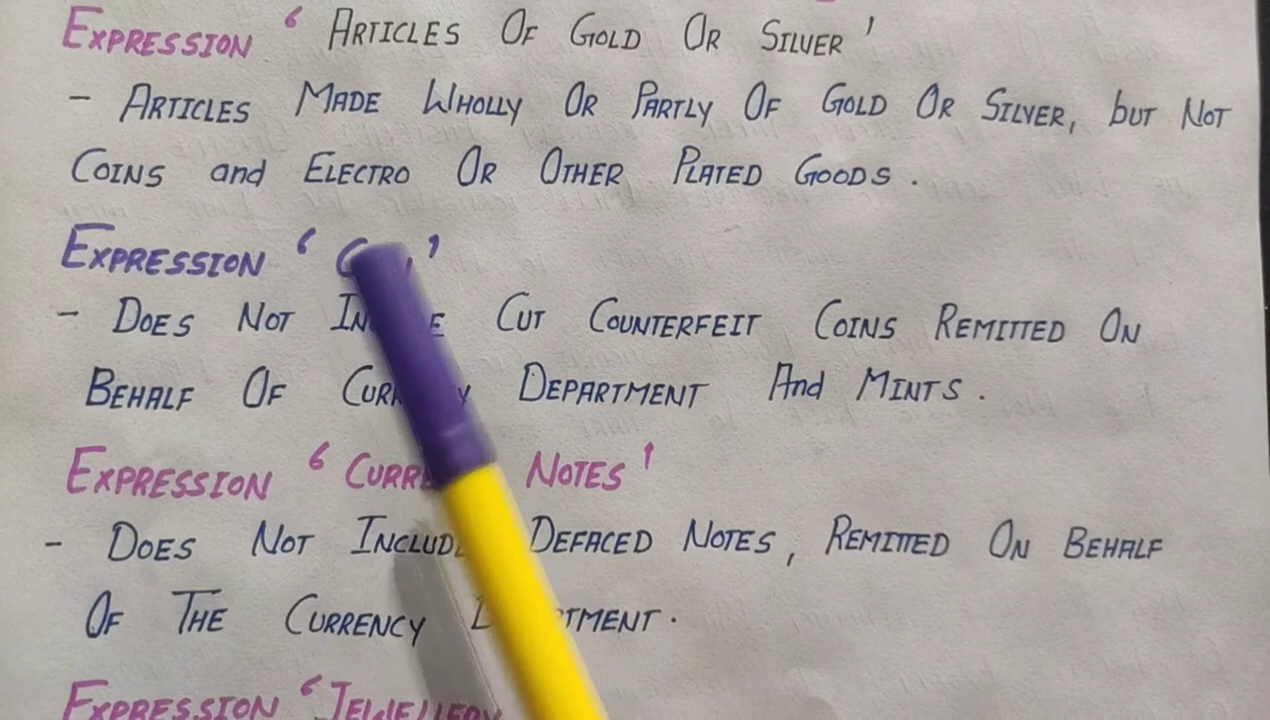 EXPRESSION ' ARTICLES OF GOLD OR SILVER '
- ARTICLES MADE WHOLLY OR PARTLY OF GOLD OR SILVER, but NOT
COINS and ELECTRO OR OTHER PLATED GOODS .
EXPRESSION ' '
- DOES NOT CUT COUNTERFEIT COINS REMITTED ON
BEHALF OF DEPARTMENT And MINTS .
EXPRESSION ' NOTES '
- DOES NOT INCLUDE DEFACED NOTES , REMITTED ON BEHALF
OF THE CURRENCY .
EXPRESSION ' JEWELLERY